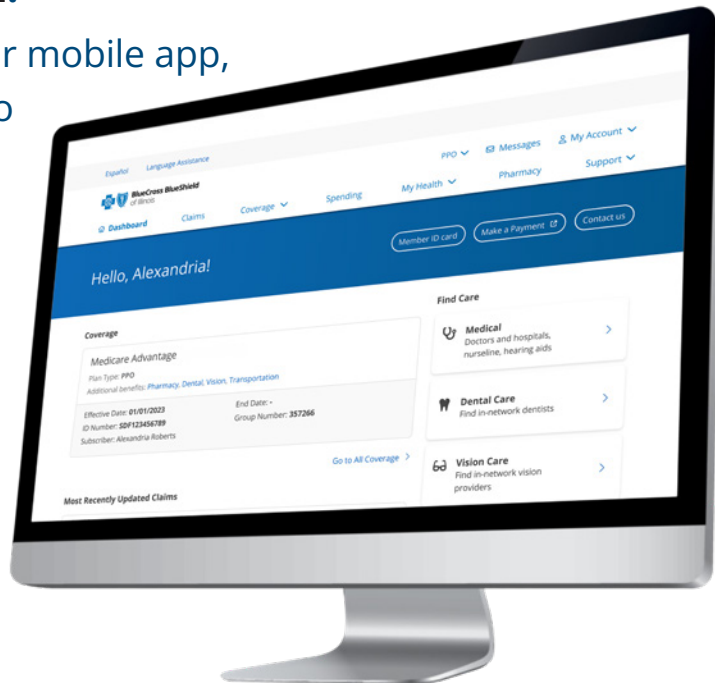 r mobile app,
Español Language Assistance
PPO Messages My Account
BlueCross BlueShield
of Illinois
Dashboard Claims Coverage Spending My Health Pharmacy Support
Hello, Alexandria!
Member ID card Make a Payment Contact us
Coverage
Medicare Advantage
Plan Type: PPO
Additional benefits: Pharmacy, Dental, Vision, Transportation
Effective Date: 01/01/2023 End Date: -
ID Number: SDF123456789 Group Number: 357266
Subscriber: Alexandria Roberts
Go to All Coverage
Most Recently Updated Claims
Find Care
Medical
Doctors and hospitals,
nurseline, hearing aids
Dental Care
Find in-network dentists
Vision Care
Find in-network vision
providers